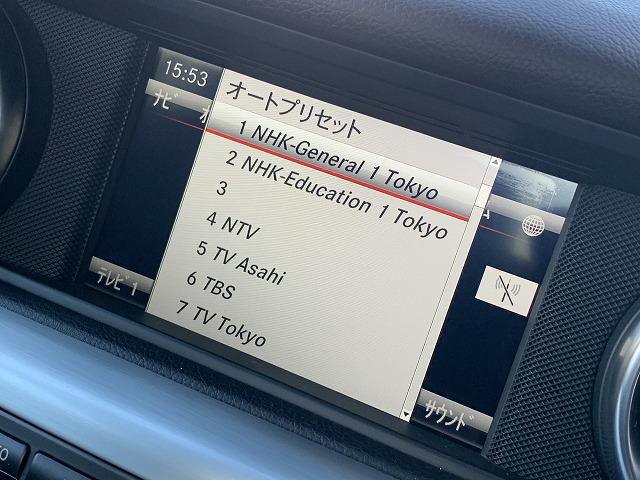 15:53
オートプリセット
ナビ
1 NHK-General 1 Tokyo
2 NHK-Education 1 Tokyo
3
4 NTV
5 TV Asahi
6 TBS
7 TV Tokyo
テレビ1
サウンド